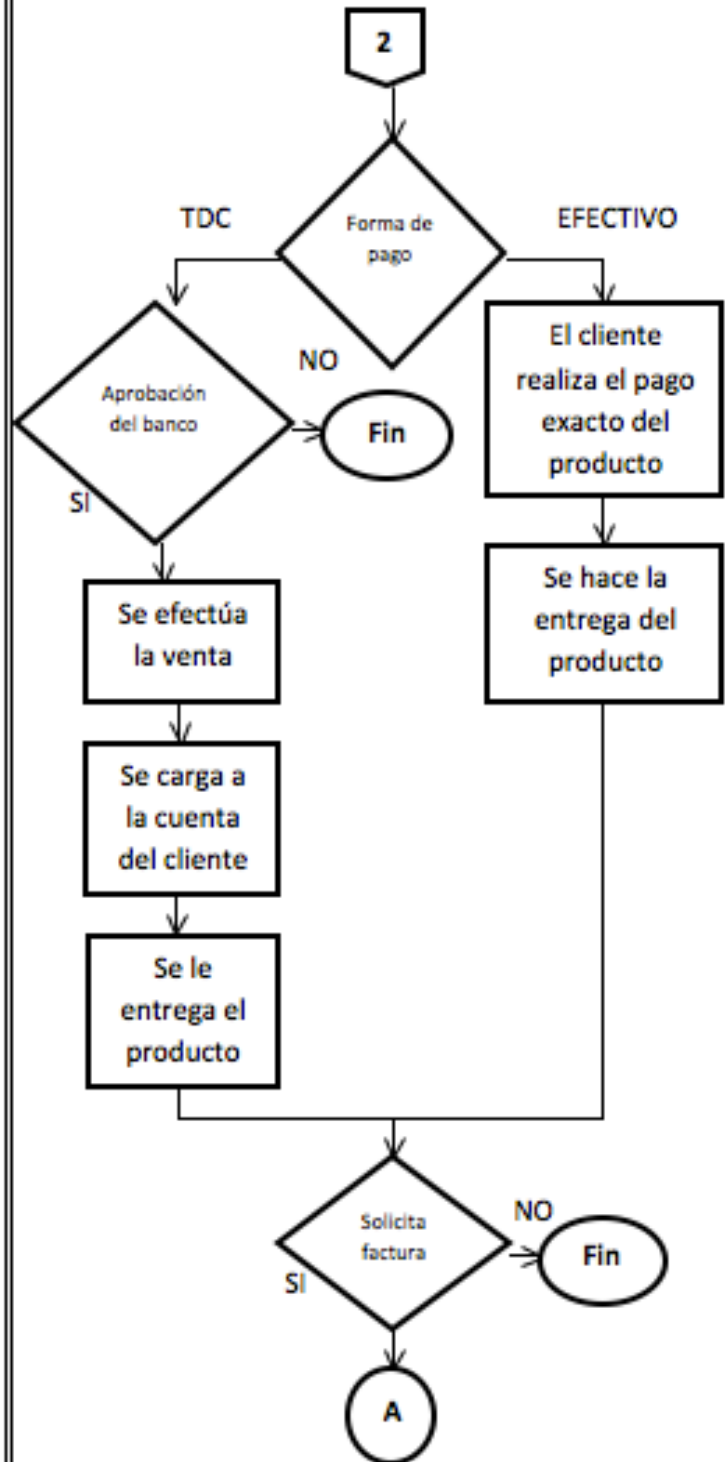 2
Forma de
pago
TDC
EFECTIVO
Aprobación
del banco
NO
Fin
SI
El cliente
realiza el pago
exacto del
producto
Se hace la
entrega del
producto
Se efectúa
la venta
Se carga a
la cuenta
del cliente
Se le
entrega el
producto
Solicita
factura
NO
Fin
SI
A